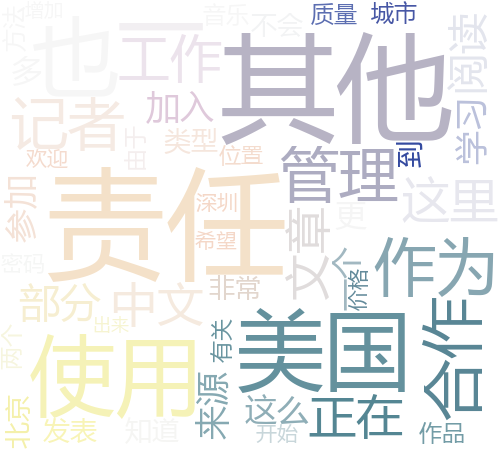 增加
音乐
质量
城市
方法
也
一
不会
阅读
多
工作
其他
记者
加入
学习
类型
由于
到
欢迎
位置
管理
责任
参加
深圳
这里
更
文章
希望
个
作为
密码
非常
价格
部分
中文
美国
合作
两个
出来
使用
有关
来源
这么
正在
北京
发表
知道
开始
作品